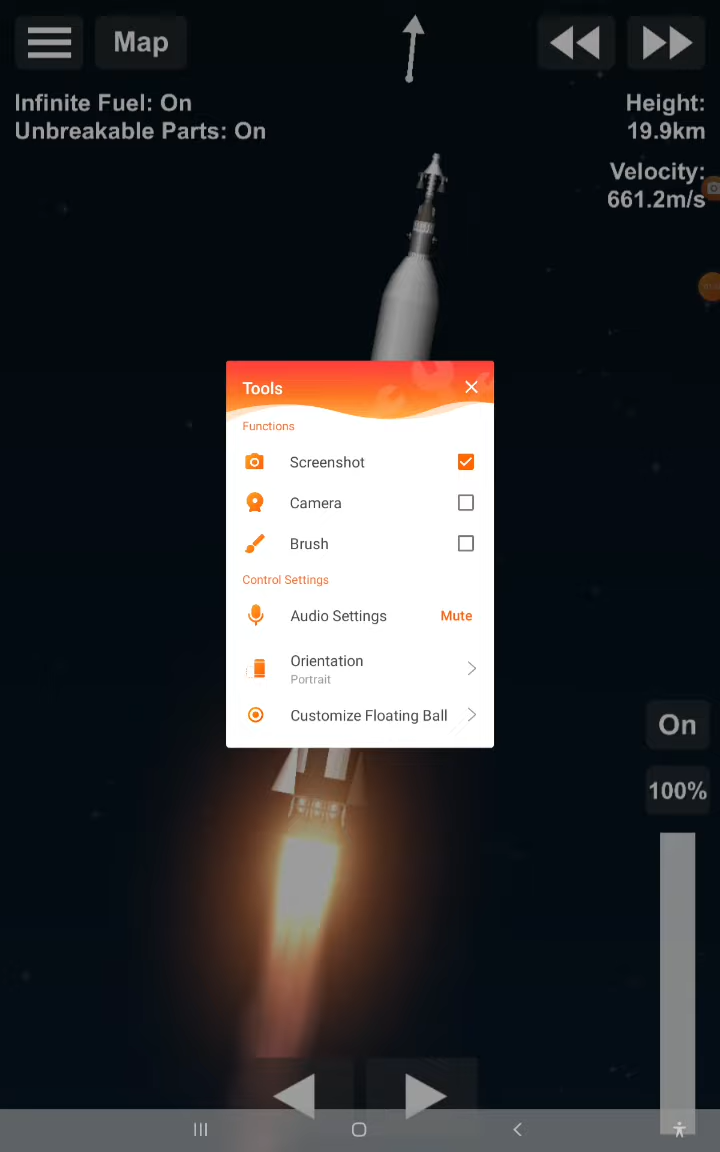 Map
Infinite Fuel: On
Unbreakable Parts: On
Height:
19.9km
Velocity:
661.2m/s
Tools
Functions
Screenshot
Camera
Brush
Control Settings
Audio Settings Mute
Orientation
Portrait
Customize Floating Ball
On
100%